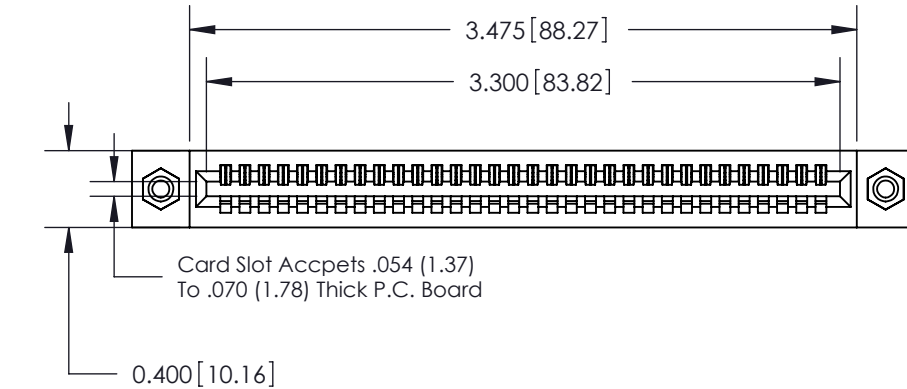 3.475[88.27]
3.300[83.82]
Card Slot Accpets .054 (1.37)
To .070 (1.78) Thick P.C. Board
0.400[10.16]